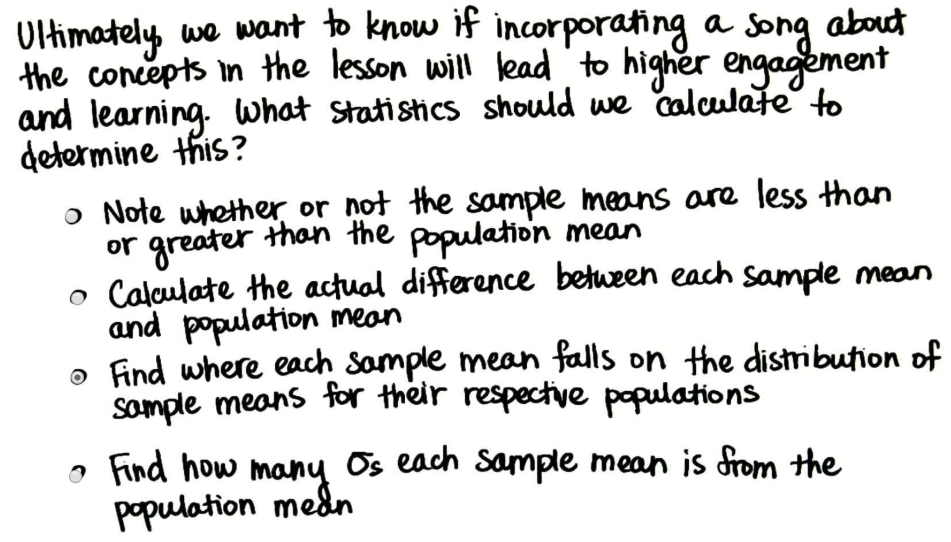 Ultimately, we want to know if incorporating a song about
the concepts in the lesson will lead to higher engagement
and learning. What statistics should we calculate to
determine this?
Note whether or not the sample means are less than
or greater than the population mean
Calculate the actual difference between each sample mean
and population mean
Find where each sample mean falls on the distribution of
sample means for their respective populations
Find how many σs each sample mean is from the
population mean